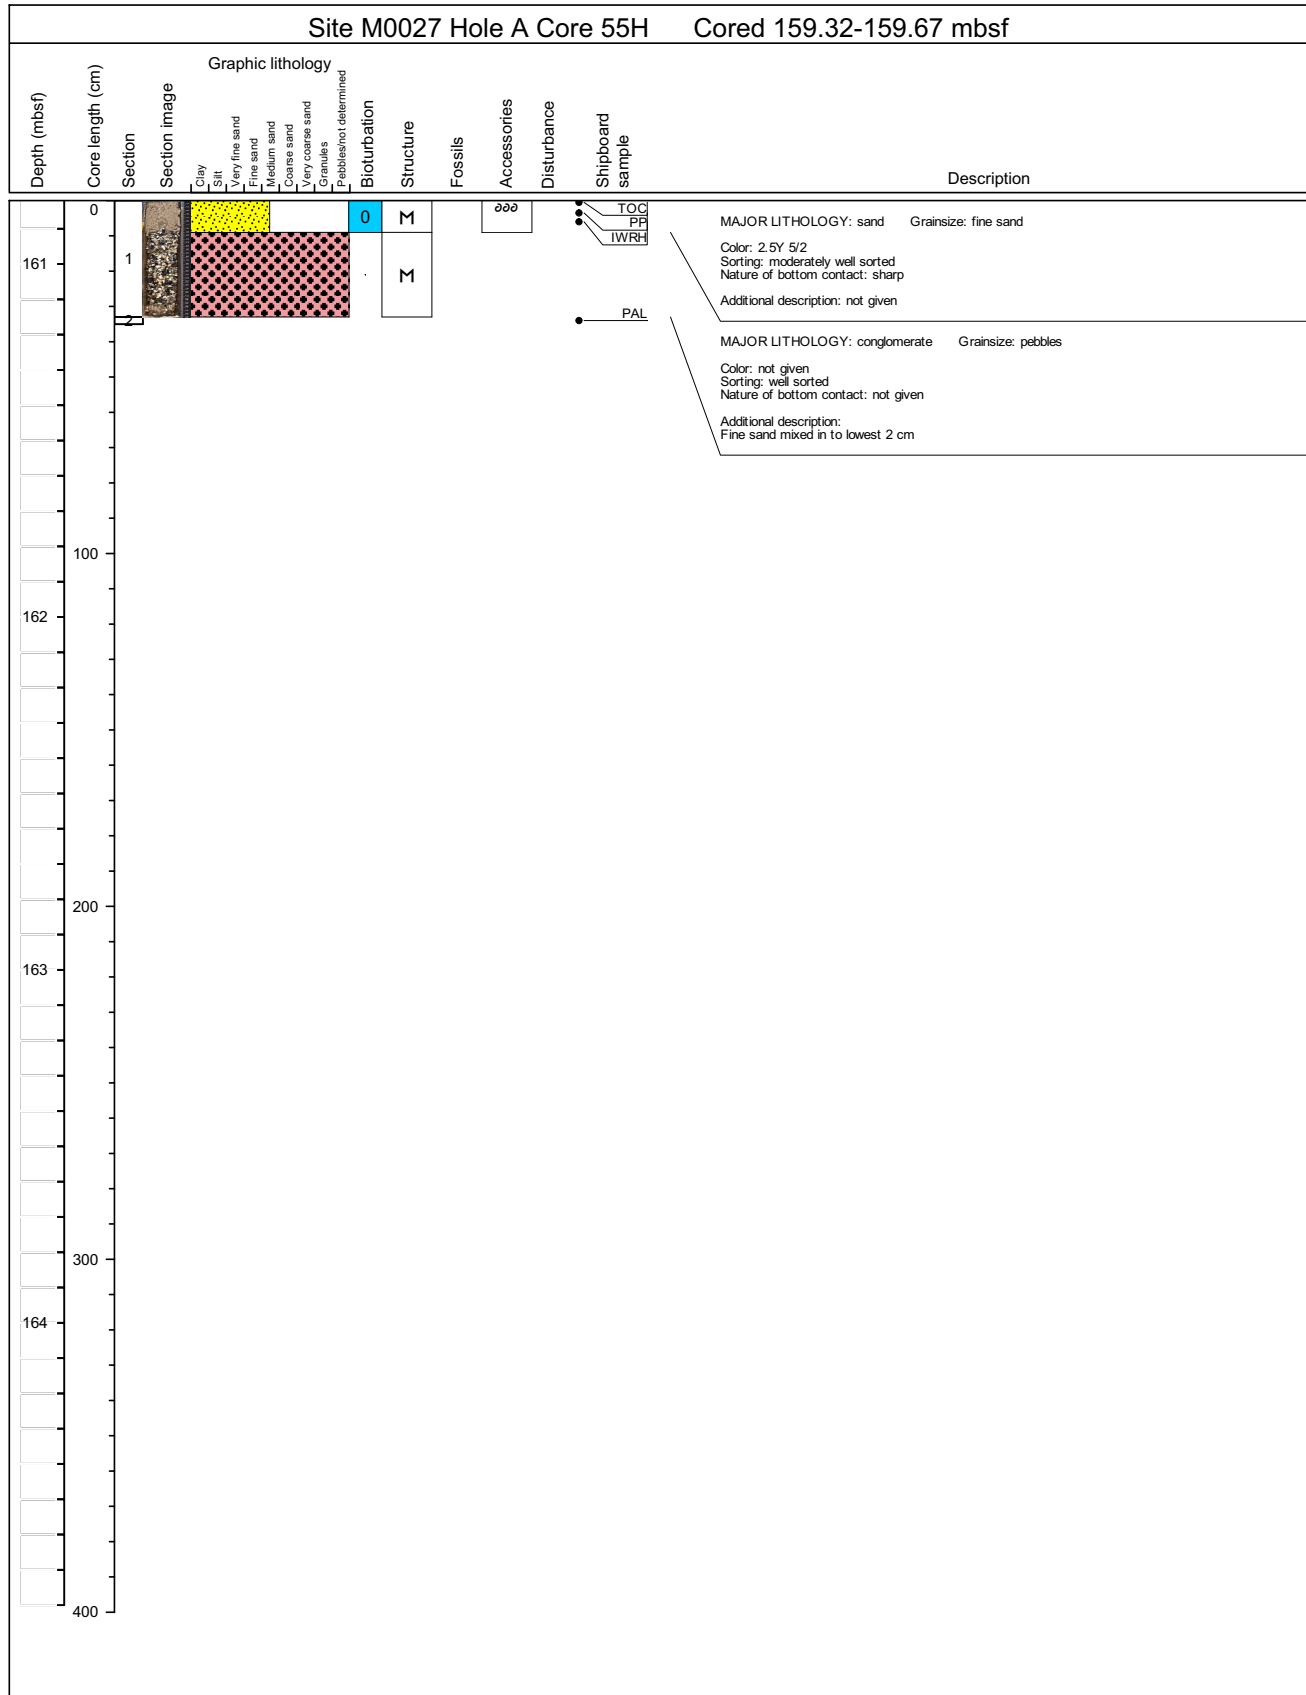 Site M0027 Hole A Core 55H Cored 159.32-159.67 mbsf
Graphic lithology
Depth (mbsf)
Core length (cm)
Section
Section image
Clay
Silt
Very fine sand
Fine sand
Medium sand
Coarse sand
Very coarse sand
Granules
Pebbles/not determined
Bioturbation
Structure
Fossils
Accessories
Disturbance
Shipboard
sample
Description
0
1
2
0
M
M
TOC
PP
IWRH
PAL
MAJOR LITHOLOGY: sand Grainsize: fine sand
Color: 2.5Y 5/2
Sorting: moderately well sorted
Nature of bottom contact: sharp
Additional description: not given
MAJOR LITHOLOGY: conglomerate Grainsize: pebbles
Color: not given
Sorting: well sorted
Nature of bottom contact: not given
Additional description:
Fine sand mixed in to lowest 2 cm
161
100
162
200
163
300
164
400